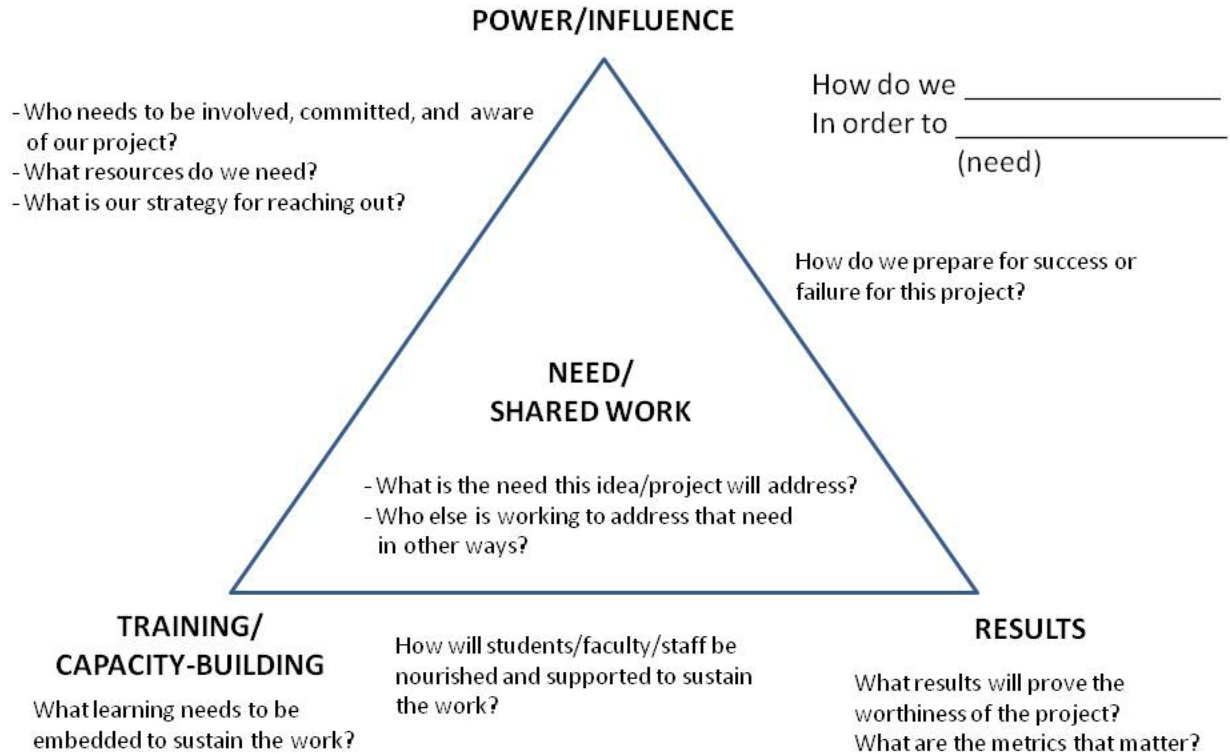 POWER/INFLUENCE
- Who needs to be involved, committed, and aware
of our project?
- What resources do we need?
- What is our strategy for reaching out?
How do we ____________________
In order to ____________________
(need)
How do we prepare for success or
failure for this project?
NEED/
SHARED WORK
- What is the need this idea/project will address?
- Who else is working to address that need
in other ways?
TRAINING/
CAPACITY-BUILDING
What learning needs to be
embedded to sustain the work?
How will students/faculty/staff be
nourished and supported to sustain
the work?
RESULTS
What results will prove the
worthiness of the project?
What are the metrics that matter?